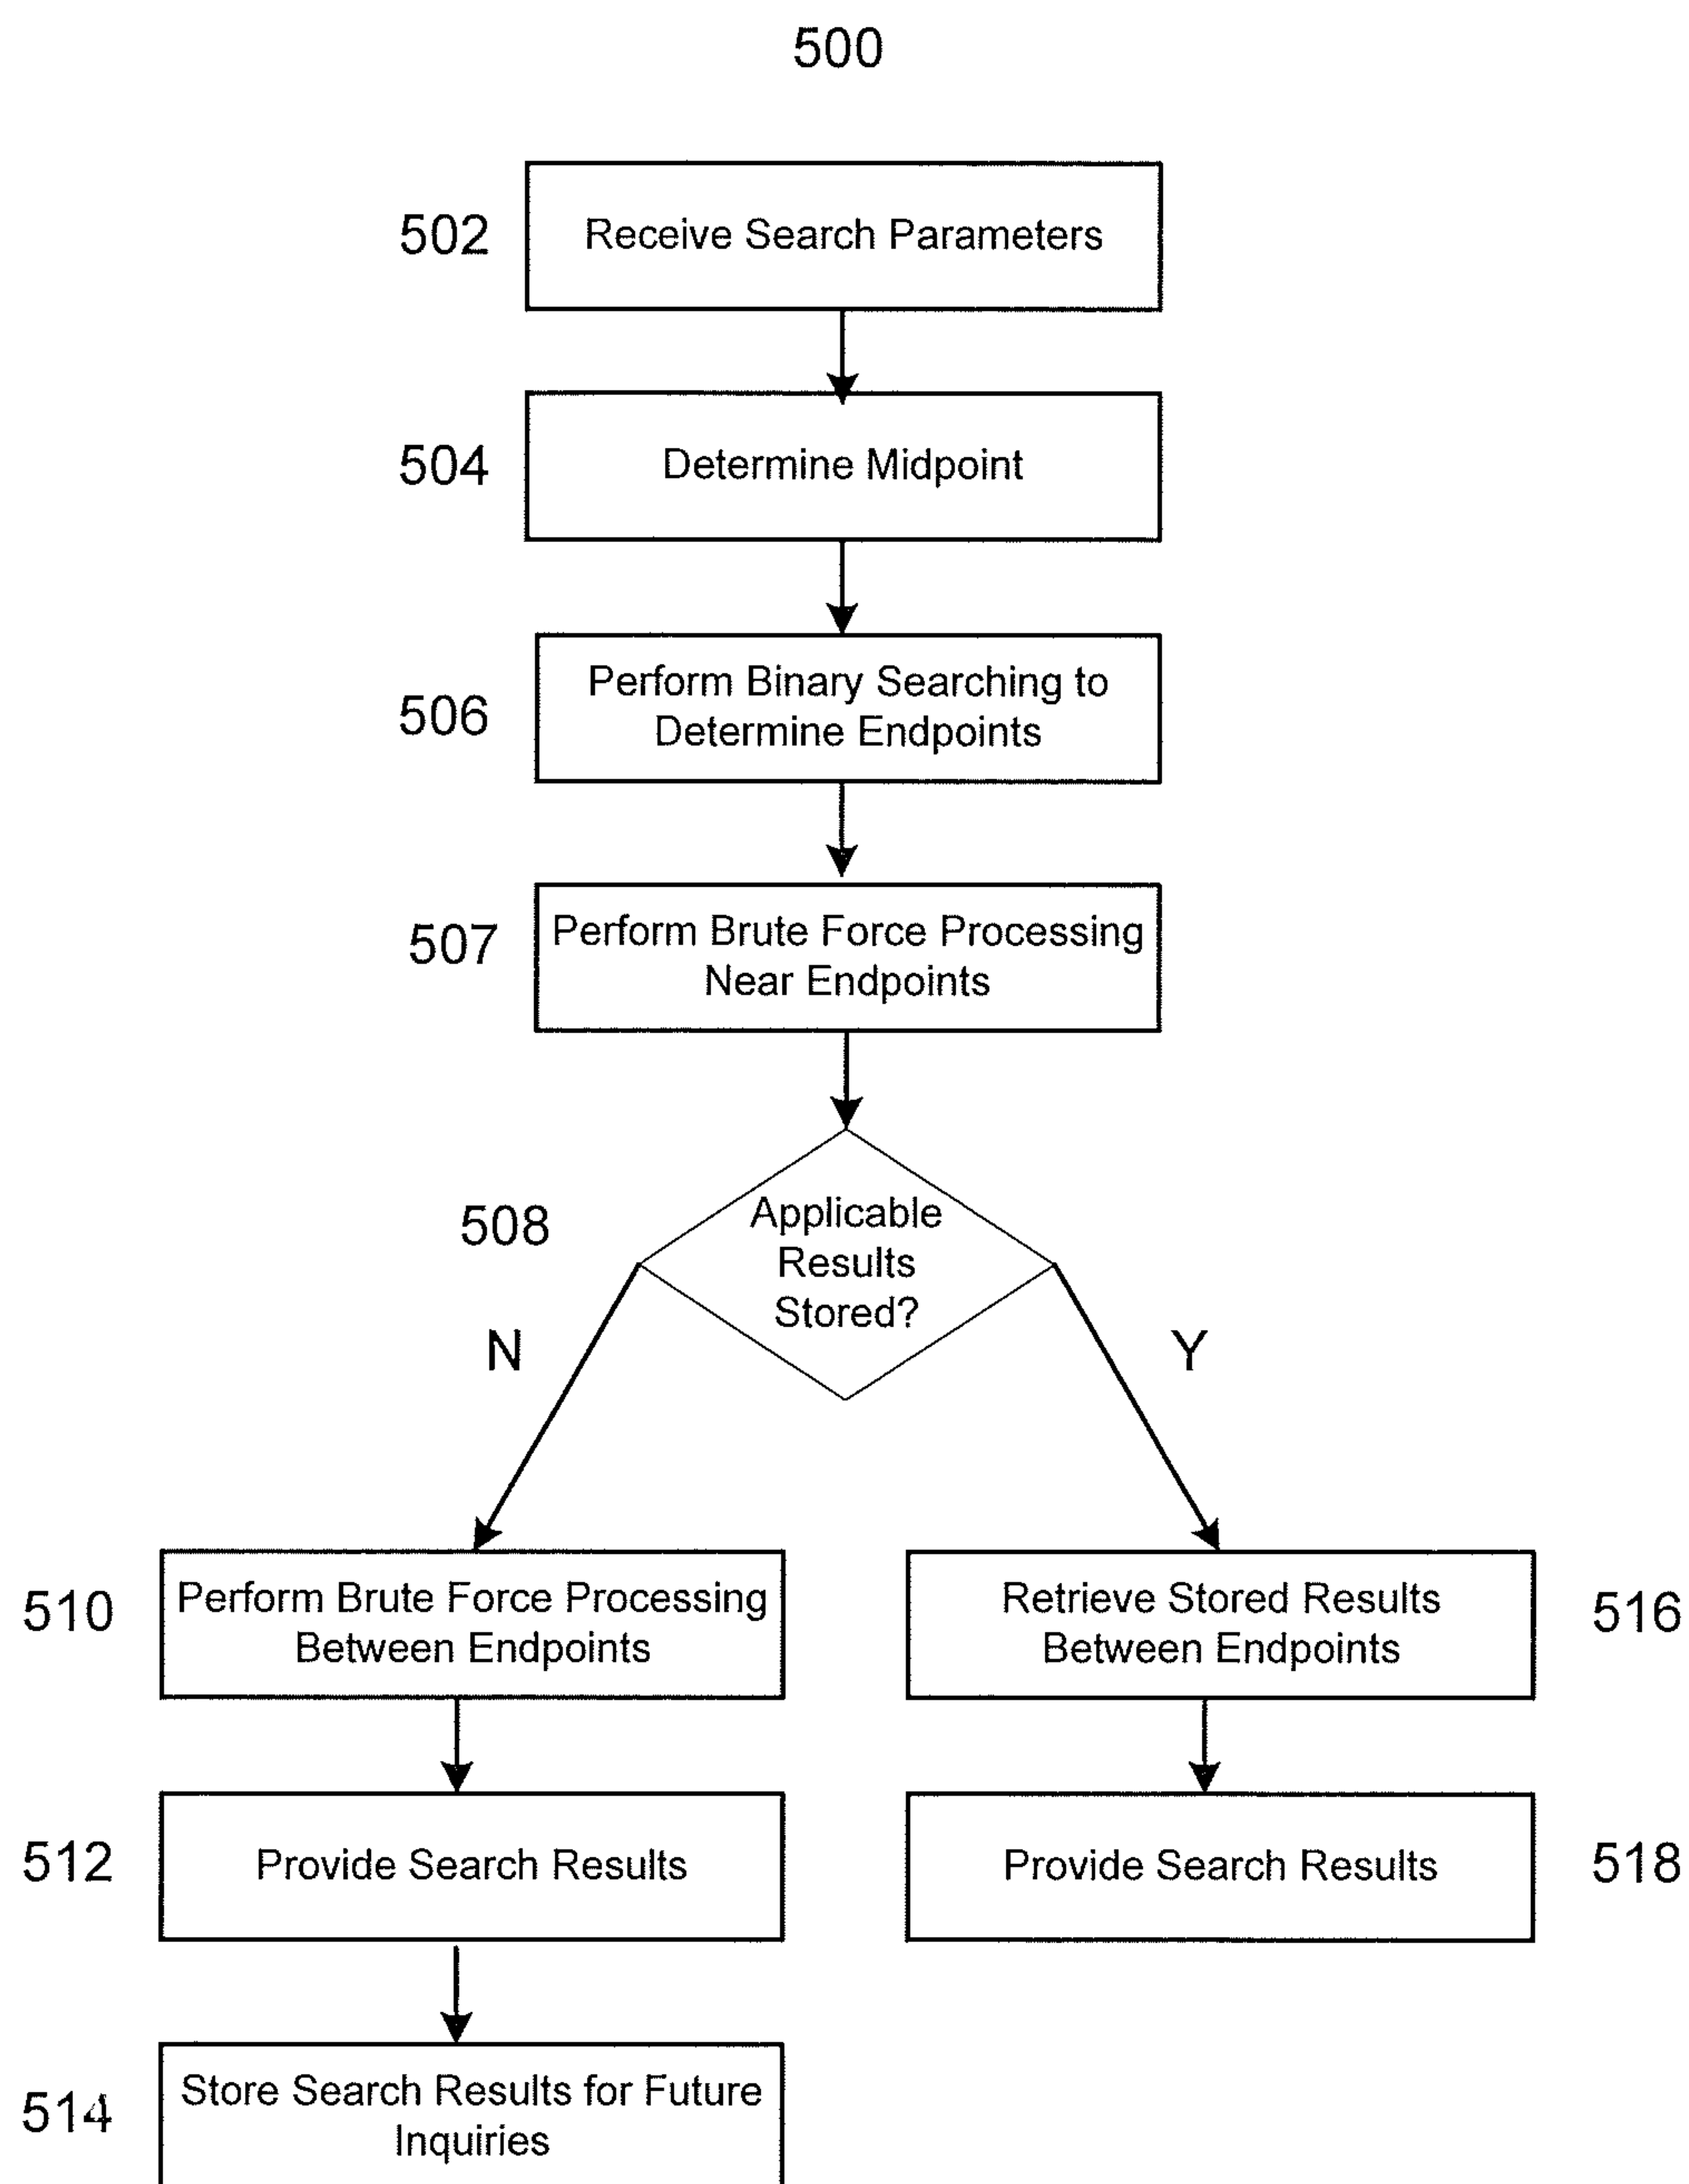 500
502
Receive Search Parameters
504
Determine Midpoint
506
Perform Binary Searching to
Determine Endpoints
507
Perform Brute Force Processing
Near Endpoints
508
Applicable
Results
Stored?
N
Y
510
Perform Brute Force Processing
Between Endpoints
Retrieve Stored Results
Between Endpoints
516
512
Provide Search Results
Provide Search Results
518
514
Store Search Results for Future
Inquiries